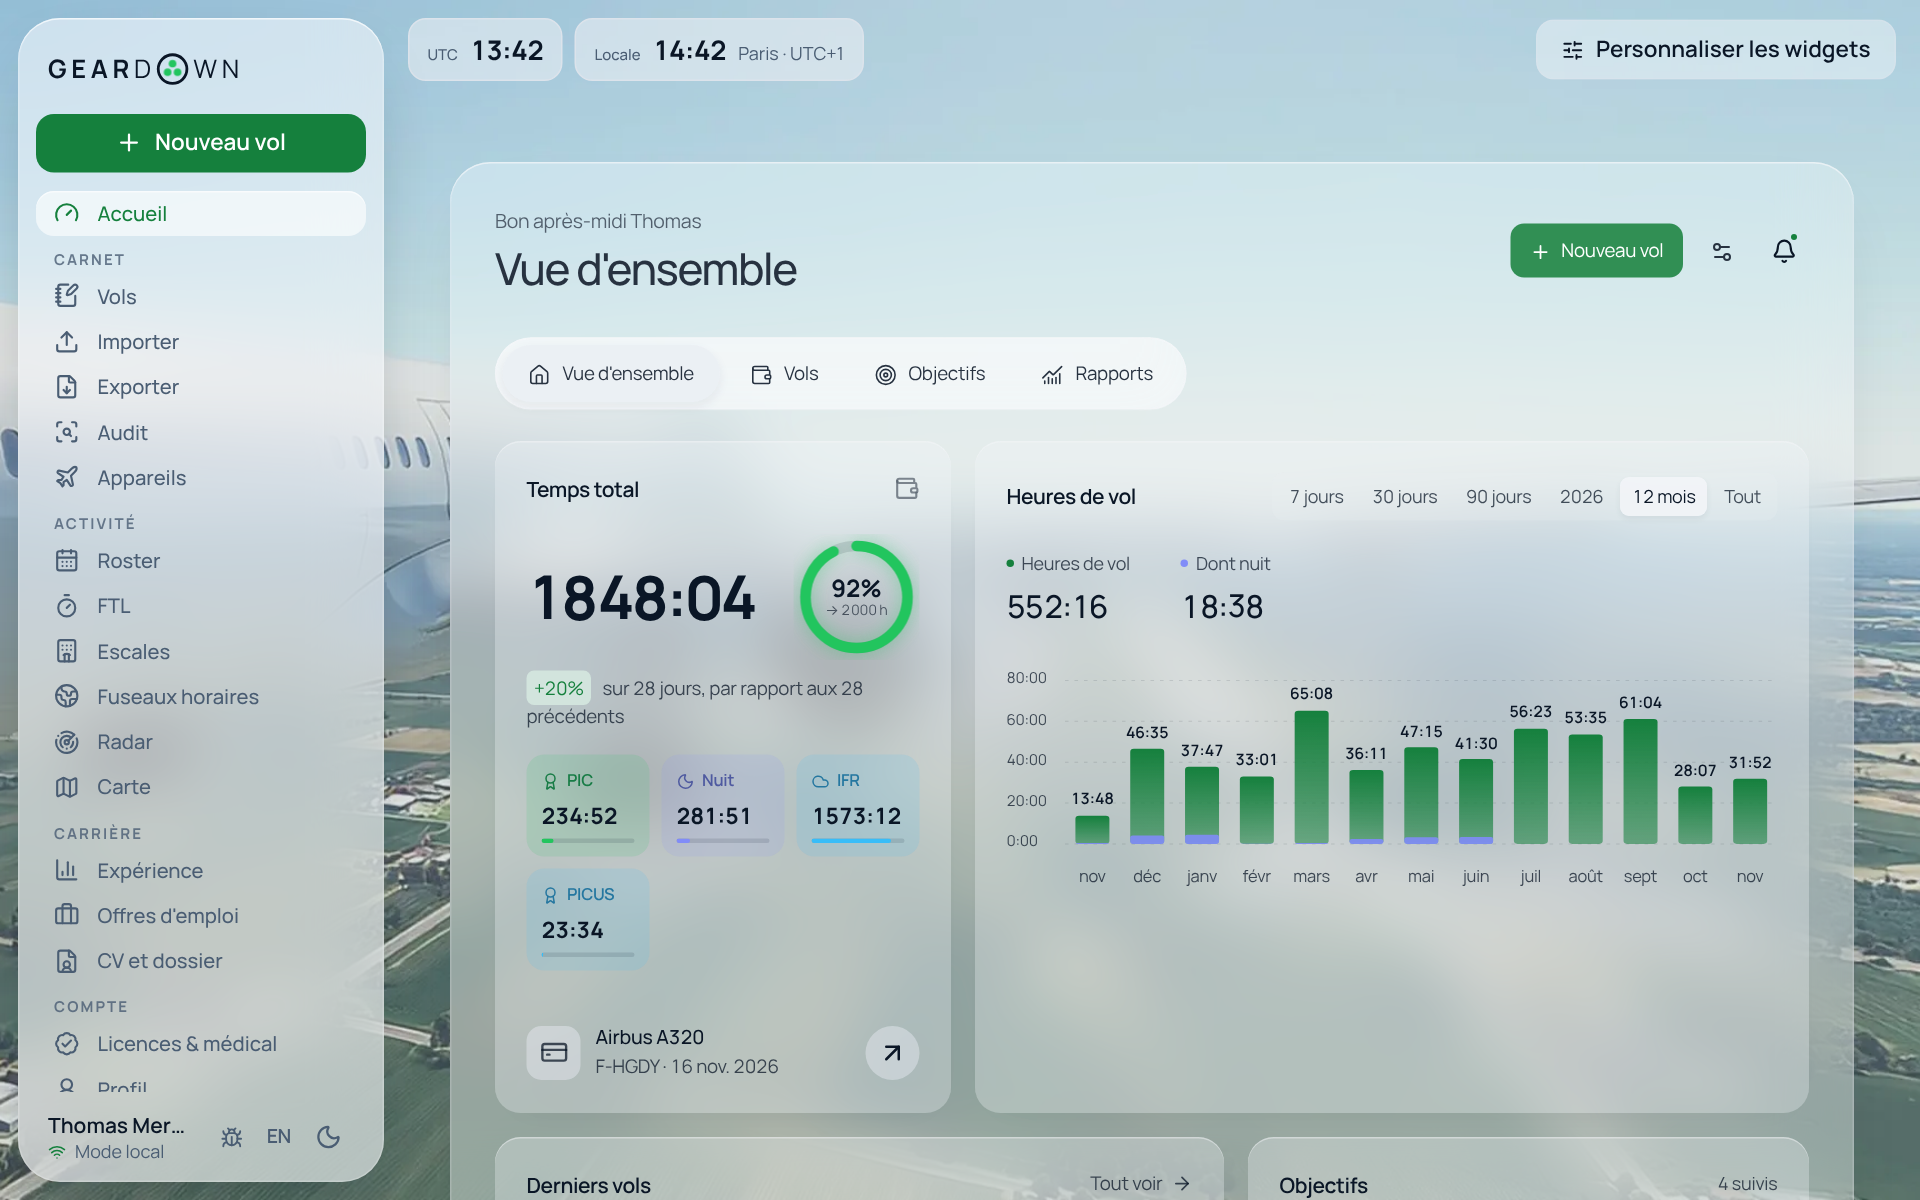 GEARDOWN
Nouveau vol
Accueil
CARNET
Vols
Importer
Exporter
Audit
Appareils
ACTIVITÉ
Roster
FTL
Escales
Fuseaux horaires
Radar
Carte
CARRIÈRE
Expérience
Offres d'emploi
CV et dossier
COMPTE
Licences & médical
Profil
Thomas Mer...
Mode local
EN
UTC 13:42
Locale 14:42 Paris · UTC+1
Personnaliser les widgets
Bon après-midi Thomas
Vue d'ensemble
Nouveau vol
Vue d'ensemble Vols Objectifs Rapports
Temps total
1848:04
92%
→ 2000 h
+20% sur 28 jours, par rapport aux 28
précédents
PIC
234:52
Nuit
281:51
IFR
1573:12
PICUS
23:34
Airbus A320
F-HGDY · 16 nov. 2026
Heures de vol
7 jours 30 jours 90 jours 2026 12 mois Tout
Heures de vol
552:16
Dont nuit
18:38
80:00
60:00
40:00
20:00
0:00
13:48 46:35 37:47 33:01 65:08 36:11 47:15 41:30 56:23 53:35 61:04 28:07 31:52
nov déc janv févr mars avr mai juin juil août sept oct nov
Derniers vols
Tout voir →
Objectifs
4 suivis